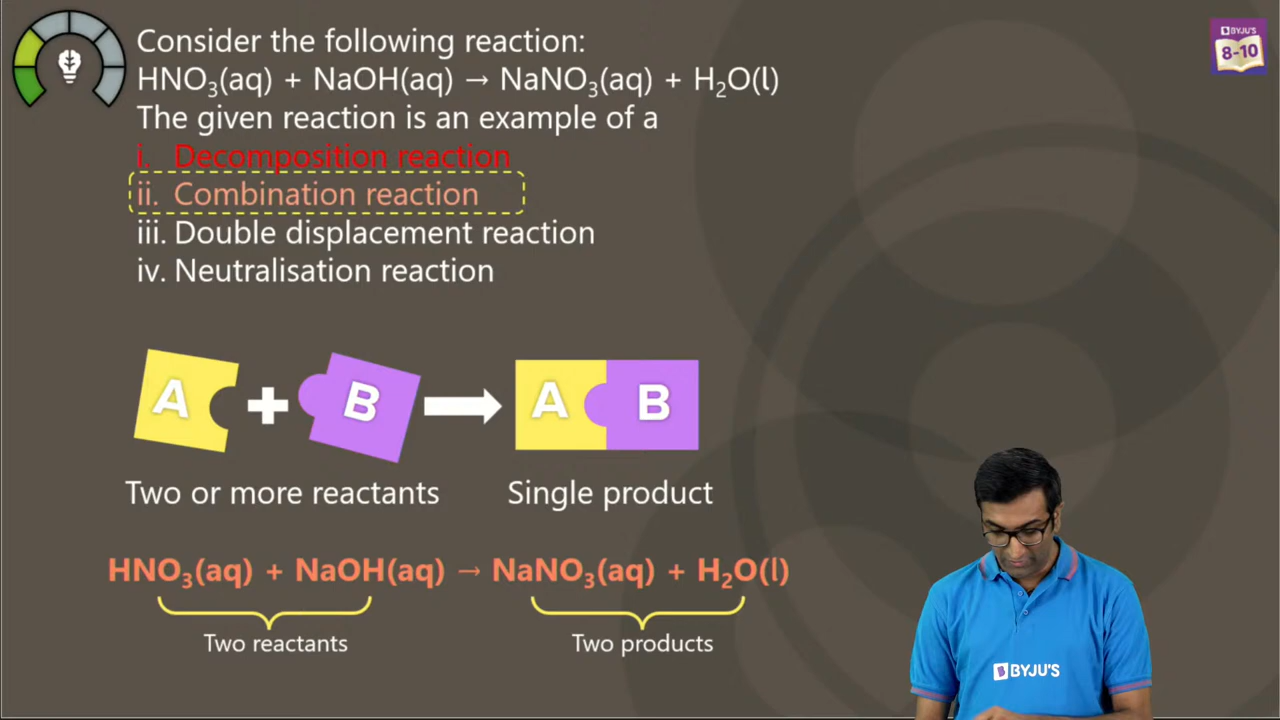 Consider the following reaction:
HNO₃(aq) + NaOH(aq) → NaNO₃(aq) + H₂O(l)
The given reaction is an example of a
i. Decomposition reaction
ii. Combination reaction
iii. Double displacement reaction
iv. Neutralisation reaction
BYJU'S
8-10
A + B → A B
Two or more reactants Single product
HNO₃(aq) + NaOH(aq) → NaNO₃(aq) + H₂O(l)
Two reactants Two products
BYJU'S